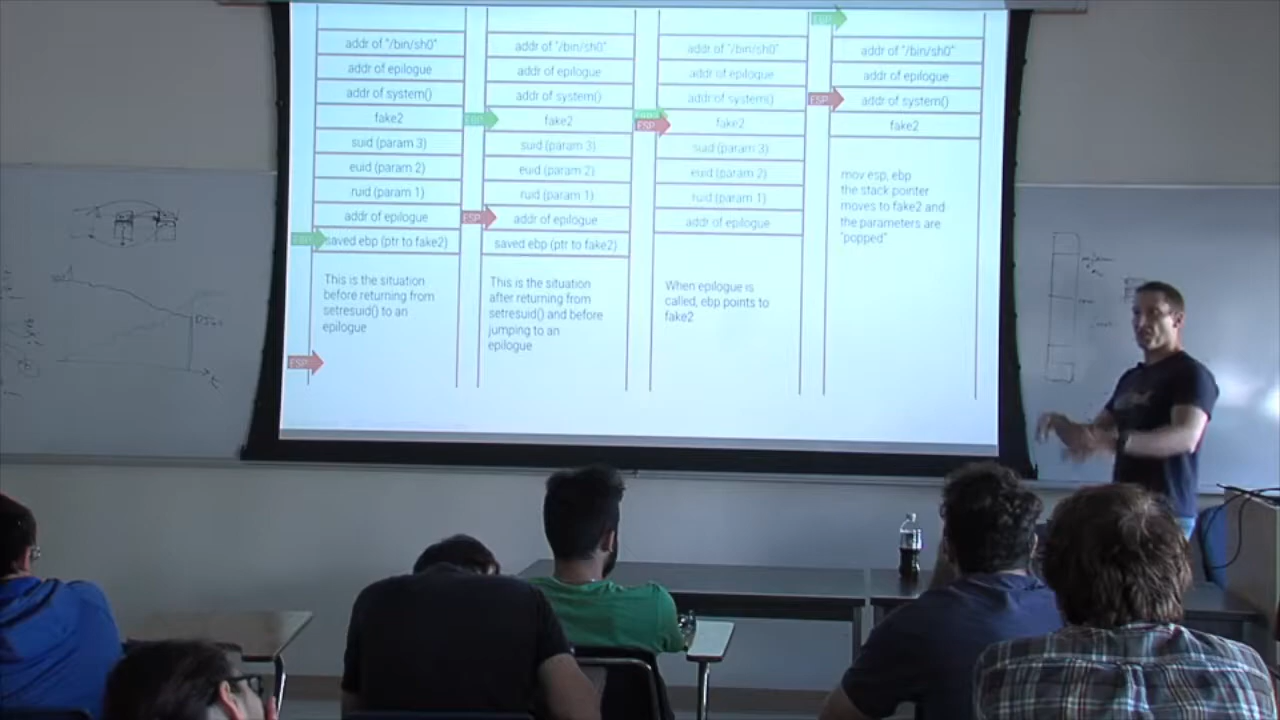 addr of "/bin/sh0"
addr of epilogue
addr of system()
fake2
suid (param 3)
euid (param 2)
ruid (param 1)
addr of epilogue
EBP
saved ebp (ptr to fake2)
This is the situation
before returning from
setresuid() to an
epilogue
ESP
addr of "/bin/sh0"
addr of epilogue
addr of system()
EBP
fake2
suid (param 3)
euid (param 2)
ruid (param 1)
ESP
addr of epilogue
saved ebp (ptr to fake2)
This is the situation
after returning from
setresuid() and before
jumping to an
epilogue
addr of "/bin/sh0"
addr of epilogue
addr of system()
ESP
fake2
suid (param 3)
euid (param 2)
ruid (param 1)
addr of epilogue
When epilogue is
called, ebp points to
fake2
EBP
addr of "/bin/sh0"
addr of epilogue
ESP
addr of system()
fake2
mov esp, ebp
the stack pointer
moves to fake2 and
the parameters are
"popped"